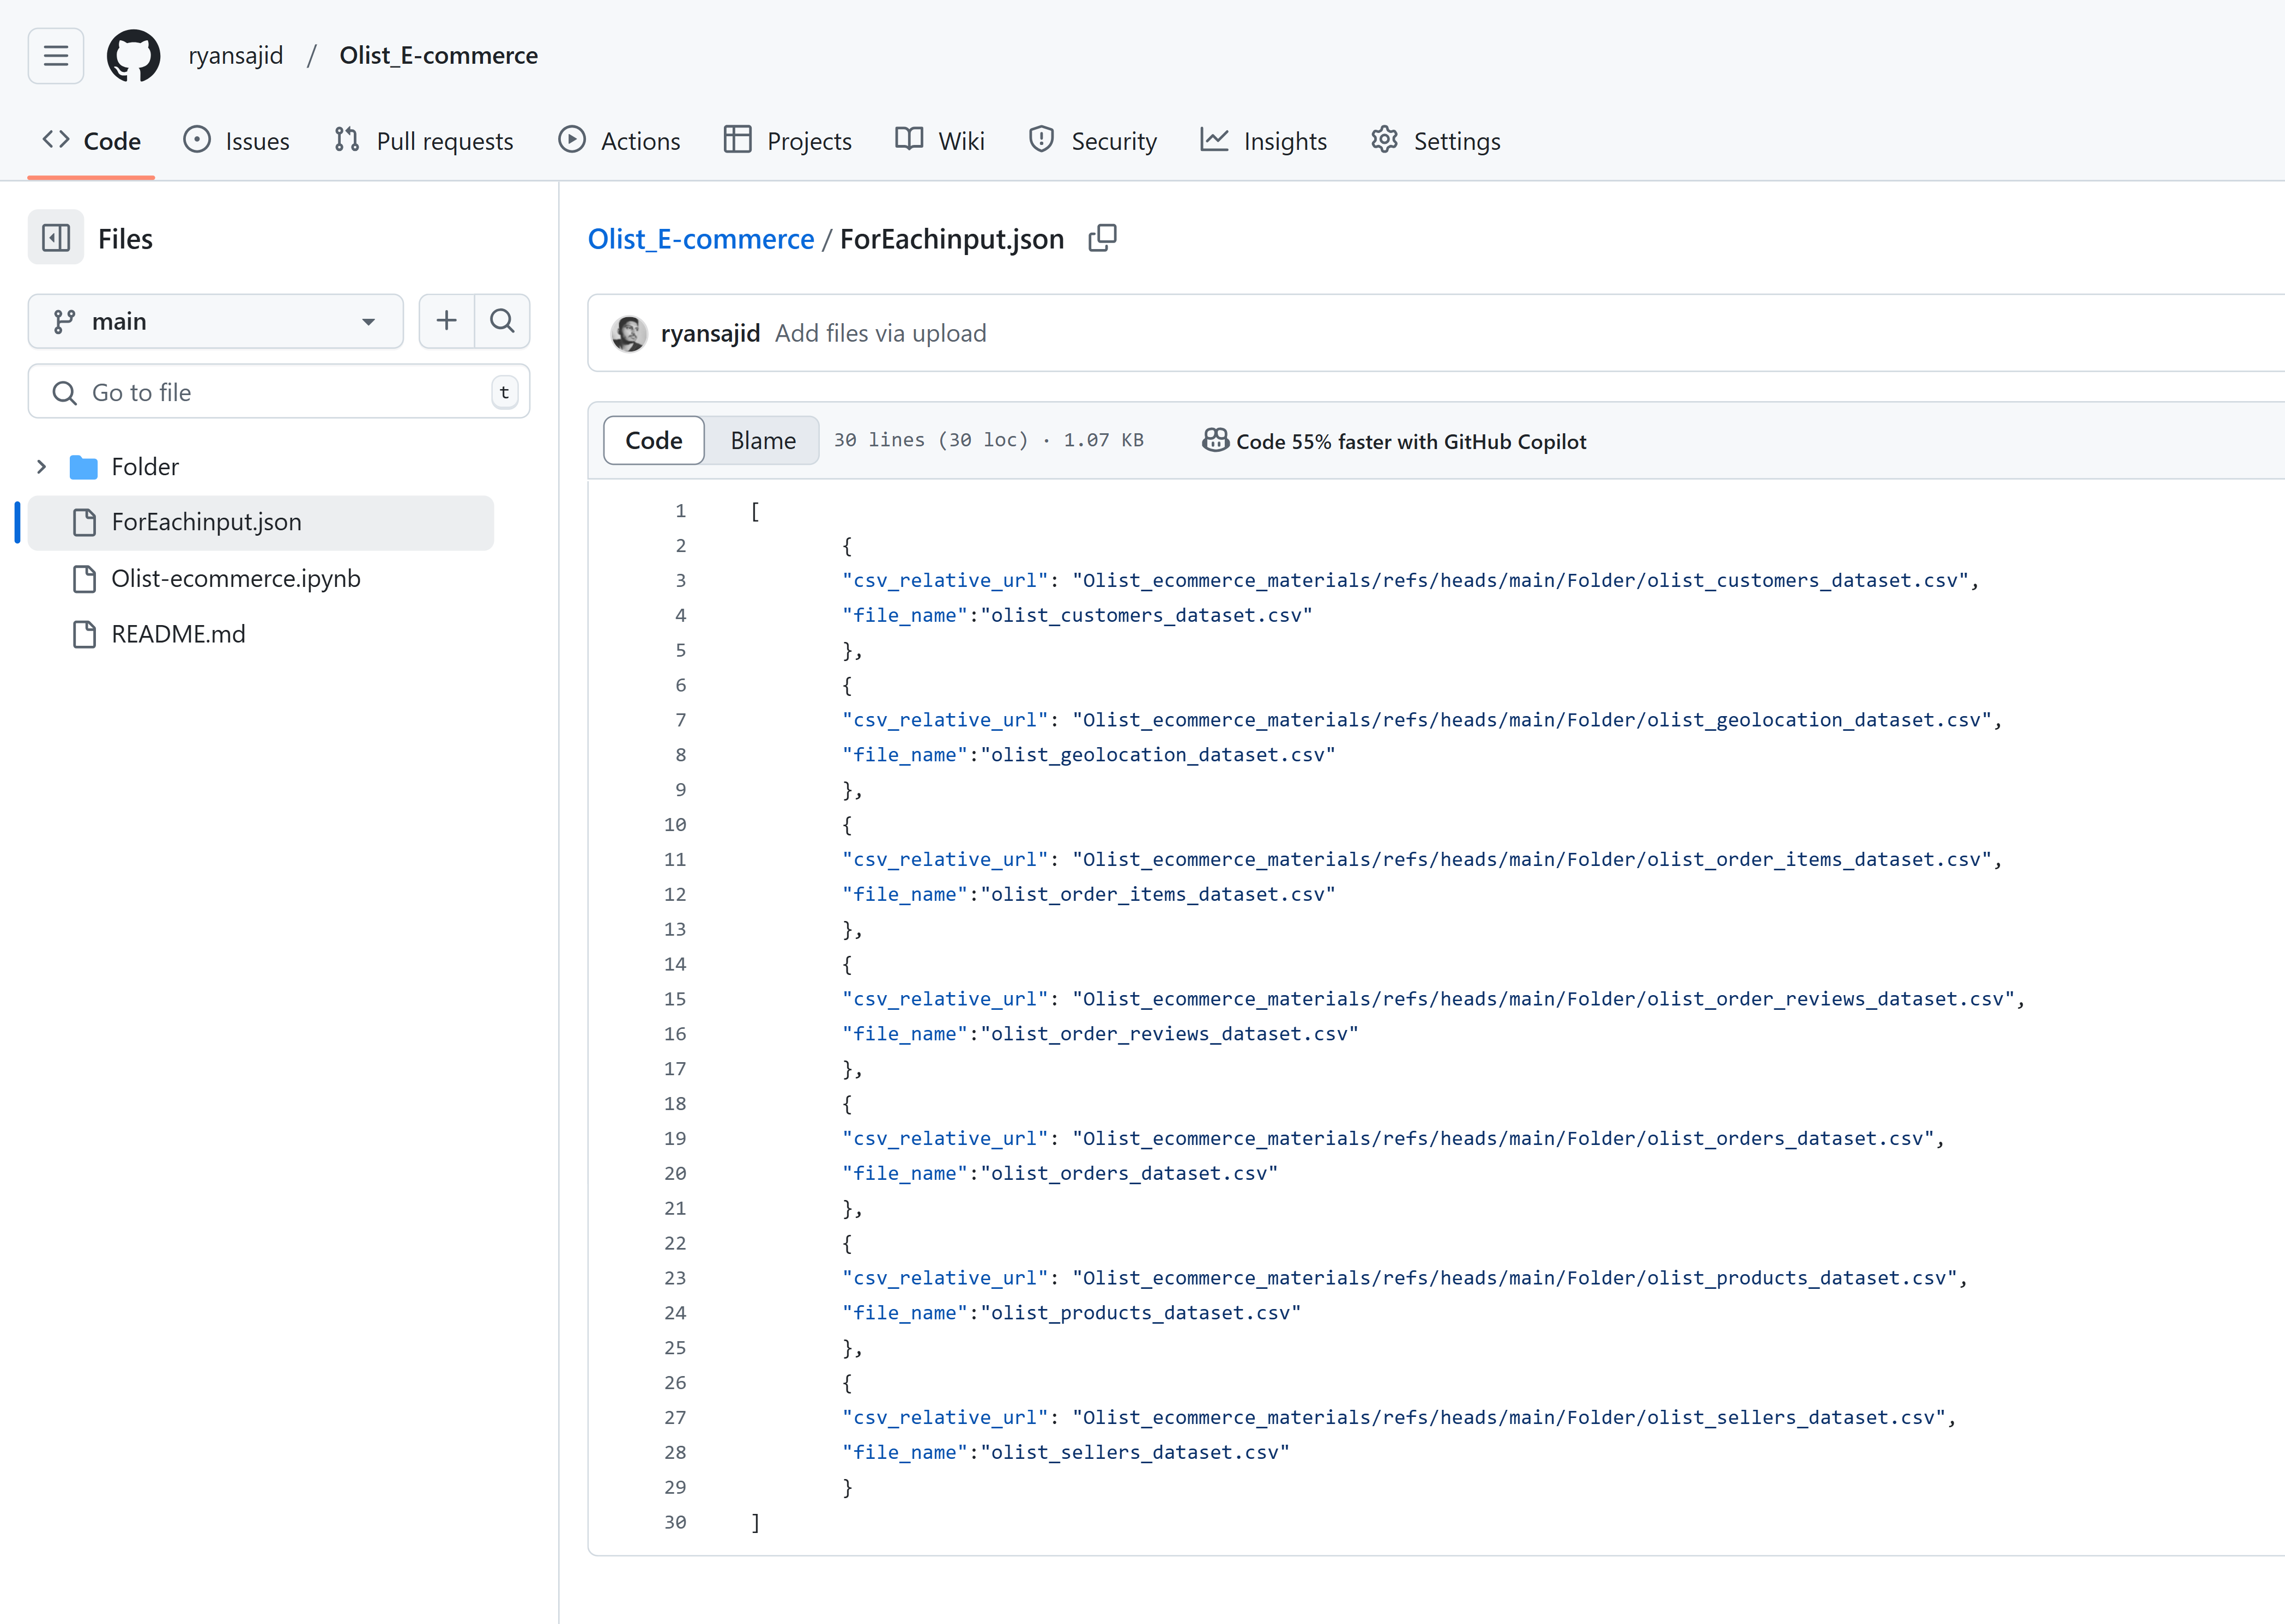 ryansajid / Olist_E-commerce
Code Issues Pull requests Actions Projects Wiki Security Insights Settings
Files
main
Go to file t
Folder
ForEachinput.json
Olist-ecommerce.ipynb
README.md
Olist_E-commerce / ForEachinput.json
ryansajid Add files via upload
Code Blame 30 lines (30 loc) · 1.07 KB Code 55% faster with GitHub Copilot
1 [
2 {
3 "csv_relative_url": "Olist_ecommerce_materials/refs/heads/main/Folder/olist_customers_dataset.csv",
4 "file_name":"olist_customers_dataset.csv"
5 },
6 {
7 "csv_relative_url": "Olist_ecommerce_materials/refs/heads/main/Folder/olist_geolocation_dataset.csv",
8 "file_name":"olist_geolocation_dataset.csv"
9 },
10 {
11 "csv_relative_url": "Olist_ecommerce_materials/refs/heads/main/Folder/olist_order_items_dataset.csv",
12 "file_name":"olist_order_items_dataset.csv"
13 },
14 {
15 "csv_relative_url": "Olist_ecommerce_materials/refs/heads/main/Folder/olist_order_reviews_dataset.csv",
16 "file_name":"olist_order_reviews_dataset.csv"
17 },
18 {
19 "csv_relative_url": "Olist_ecommerce_materials/refs/heads/main/Folder/olist_orders_dataset.csv",
20 "file_name":"olist_orders_dataset.csv"
21 },
22 {
23 "csv_relative_url": "Olist_ecommerce_materials/refs/heads/main/Folder/olist_products_dataset.csv",
24 "file_name":"olist_products_dataset.csv"
25 },
26 {
27 "csv_relative_url": "Olist_ecommerce_materials/refs/heads/main/Folder/olist_sellers_dataset.csv",
28 "file_name":"olist_sellers_dataset.csv"
29 }
30 ]